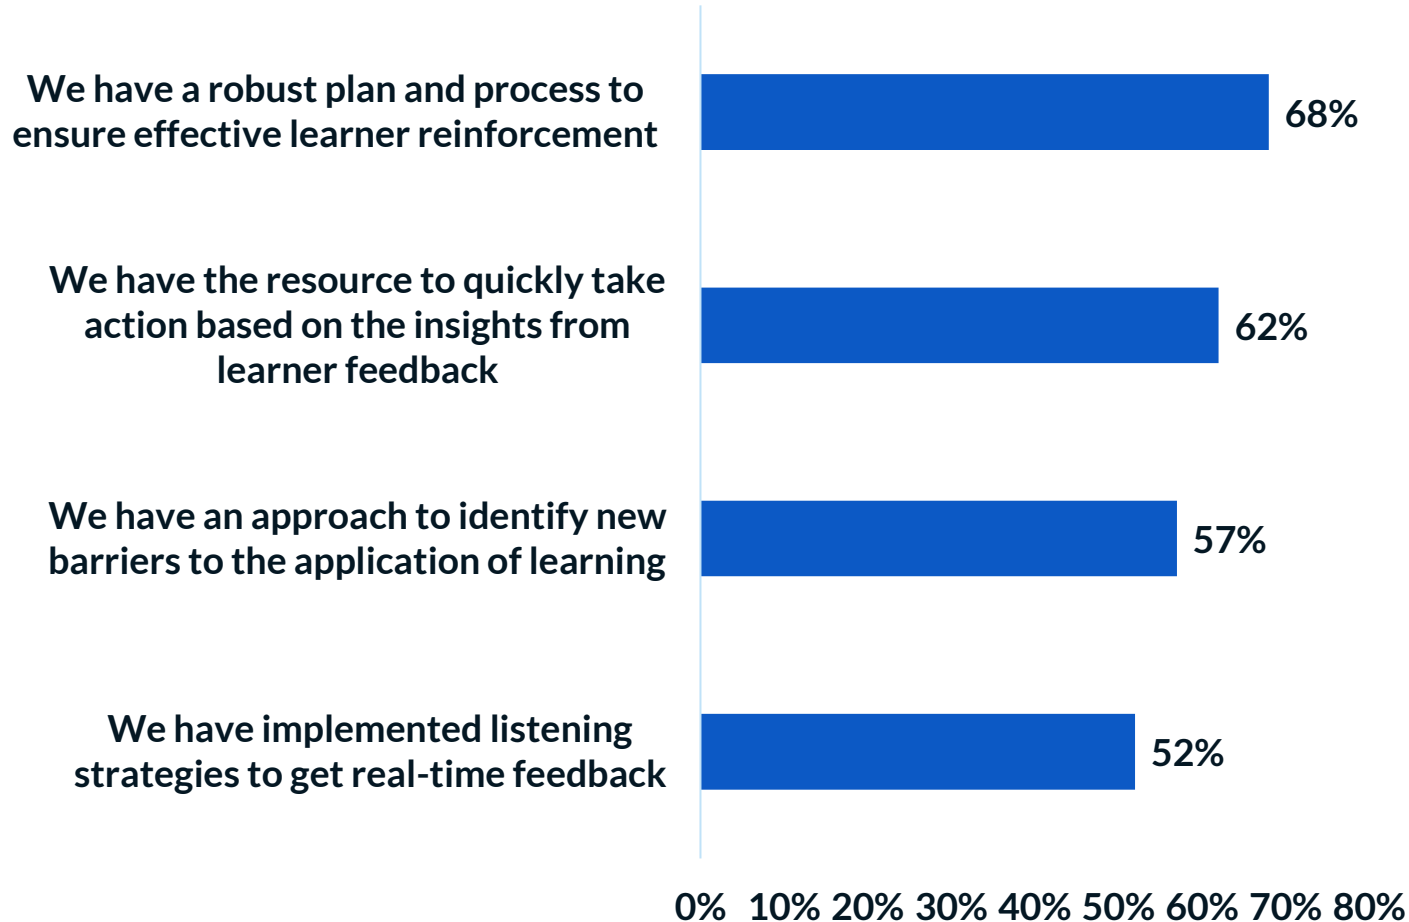 We have a robust plan and process to
ensure effective learner reinforcement
68%
We have the resource to quickly take
action based on the insights from
learner feedback
62%
We have an approach to identify new
barriers to the application of learning
57%
We have implemented listening
strategies to get real-time feedback
52%
0% 10% 20% 30% 40% 50% 60% 70% 80%